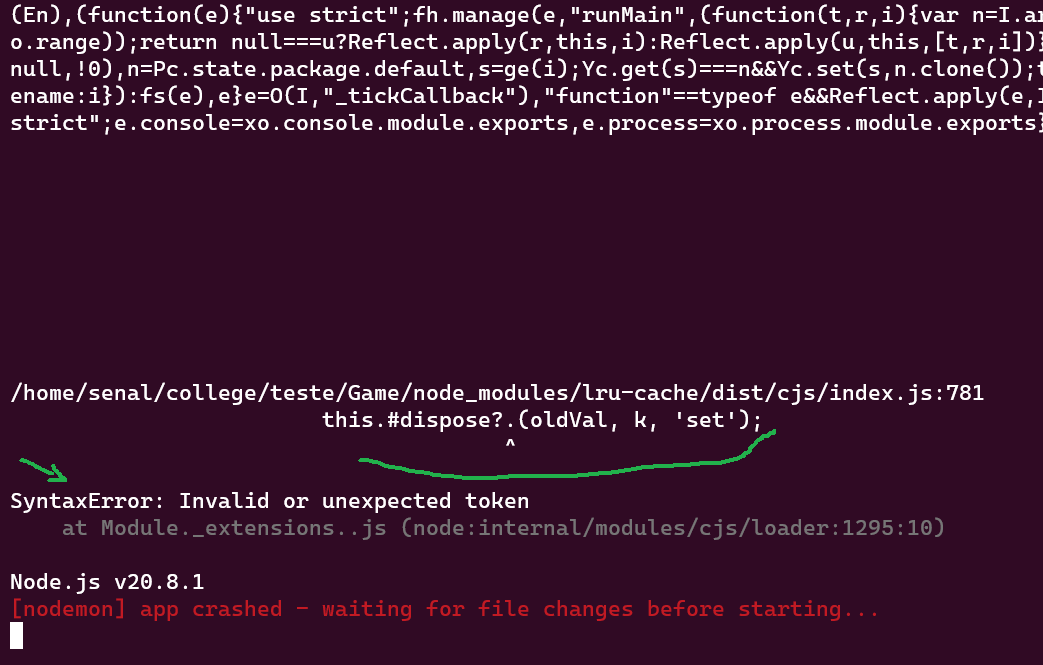 (En),(function(e){"use strict";fh.manage(e,"runMain",(function(t,r,i){var n=I.ar
o.range));return null===u?Reflect.apply(r,this,i):Reflect.apply(u,this,[t,r,i])}
null,!0),n=Pc.state.package.default,s=ge(i);Yc.get(s)===n&&Yc.set(s,n.clone());t
ename:i}):fs(e),e}e=O(I,"_tickCallback"),"function"==typeof e&&Reflect.apply(e,I
strict";e.console=xo.console.module.exports,e.process=xo.process.module.exports}
/home/senal/college/teste/Game/node_modules/lru-cache/dist/cjs/index.js:781
this.#dispose?.(oldVal, k, 'set');
^
SyntaxError: Invalid or unexpected token
at Module._extensions..js (node:internal/modules/cjs/loader:1295:10)
Node.js v20.8.1
[nodemon] app crashed - waiting for file changes before starting...